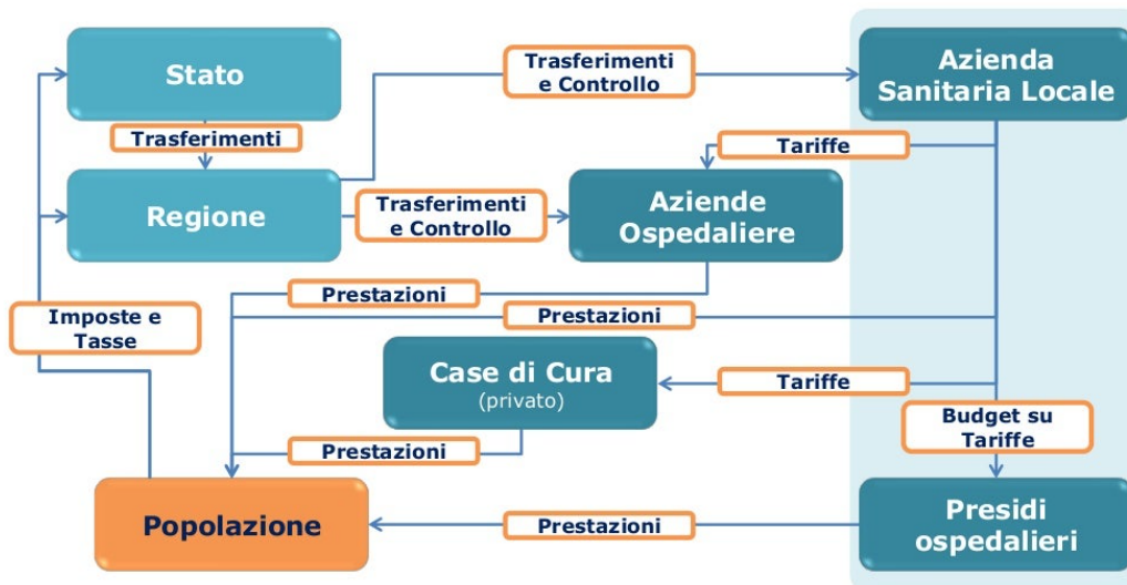 Stato
Trasferimenti
e Controllo
Azienda
Sanitaria Locale
Trasferimenti
Tariffe
Regione
Trasferimenti
e Controllo
Aziende
Ospedaliere
Prestazioni
Imposte e
Tasse
Prestazioni
Case di Cura
(privato)
Tariffe
Budget su
Tariffe
Prestazioni
Popolazione
Prestazioni
Presidi
ospedalieri